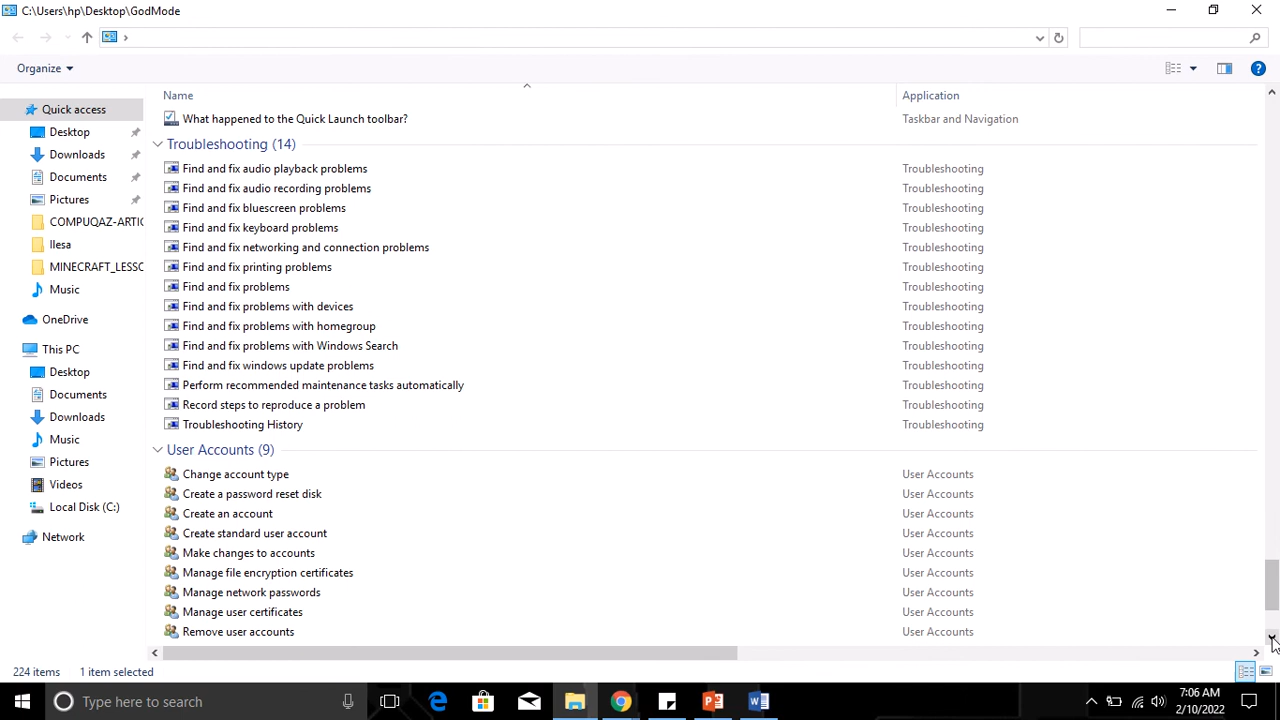 C:\Users\hp\Desktop\GodMode
Organize
Quick access
Desktop
Downloads
Documents
Pictures
COMPUQAZ-ARTIC
Ilesa
MINECRAFT_LESSC
Music
OneDrive
This PC
Desktop
Documents
Downloads
Music
Pictures
Videos
Local Disk (C:)
Network
Name Application
What happened to the Quick Launch toolbar? Taskbar and Navigation
Troubleshooting (14)
Find and fix audio playback problems Troubleshooting
Find and fix audio recording problems Troubleshooting
Find and fix bluescreen problems Troubleshooting
Find and fix keyboard problems Troubleshooting
Find and fix networking and connection problems Troubleshooting
Find and fix printing problems Troubleshooting
Find and fix problems Troubleshooting
Find and fix problems with devices Troubleshooting
Find and fix problems with homegroup Troubleshooting
Find and fix problems with Windows Search Troubleshooting
Find and fix windows update problems Troubleshooting
Perform recommended maintenance tasks automatically Troubleshooting
Record steps to reproduce a problem Troubleshooting
Troubleshooting History Troubleshooting
User Accounts (9)
Change account type User Accounts
Create a password reset disk User Accounts
Create an account User Accounts
Create standard user account User Accounts
Make changes to accounts User Accounts
Manage file encryption certificates User Accounts
Manage network passwords User Accounts
Manage user certificates User Accounts
Remove user accounts User Accounts
224 items 1 item selected
Type here to search
7:06 AM
2/10/2022